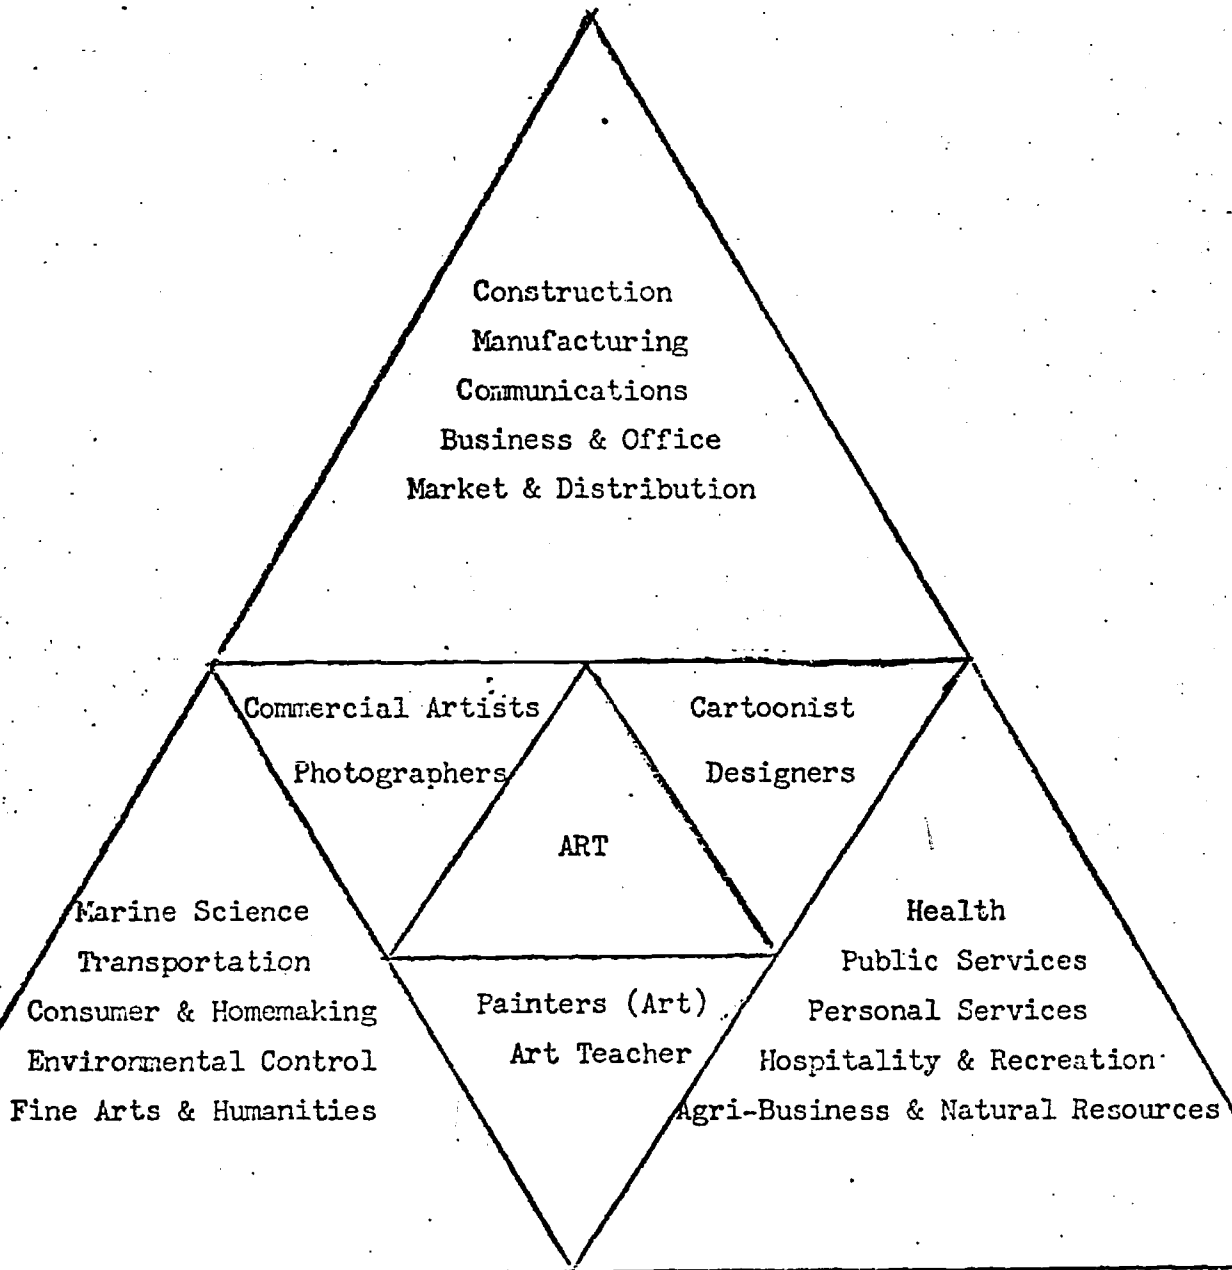 Construction
Manufacturing
Communications
Business & Office
Market & Distribution
Commercial Artists
Photographers
Cartoonist
Designers
ART
Marine Science
Transportation
Consumer & Homemaking
Environmental Control
Fine Arts & Humanities
Painters (Art)
Art Teacher
Health
Public Services
Personal Services
Hospitality & Recreation
Agri-Business & Natural Resources